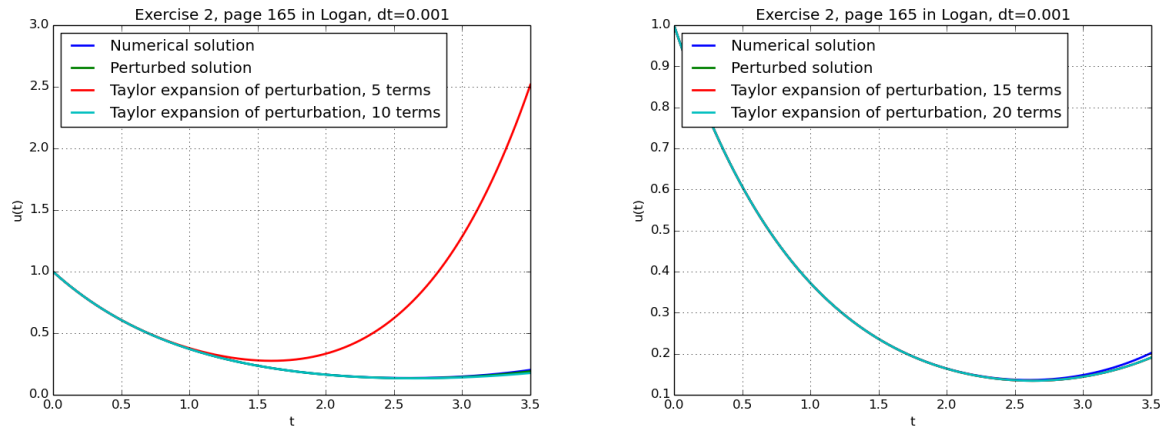 Exercise 2, page 165 in Logan, dt=0.001
3.0
2.5
2.0
1.5
1.0
0.5
0.0
u(t)
Numerical solution
Perturbed solution
Taylor expansion of perturbation, 5 terms
Taylor expansion of perturbation, 10 terms
0.0 0.5 1.0 1.5 2.0 2.5 3.0 3.5
t
Exercise 2, page 165 in Logan, dt=0.001
1.0
0.9
0.8
0.7
0.6
0.5
0.4
0.3
0.2
0.1
u(t)
Numerical solution
Perturbed solution
Taylor expansion of perturbation, 15 terms
Taylor expansion of perturbation, 20 terms
0.0 0.5 1.0 1.5 2.0 2.5 3.0 3.5
t